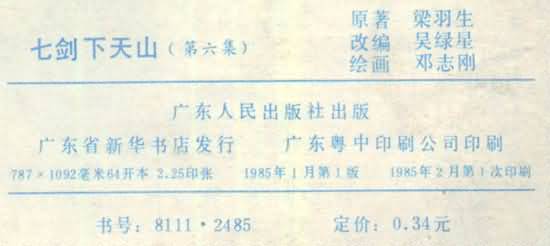 七剑下天山（第六集）
原著 梁羽生
改编 吴绿星
绘画 邓志刚
广东人民出版社出版
广东省新华书店发行 广东粤中印刷公司印刷
787×1092毫米64开本 2.25印张 1985年1月第1版 1985年2月第1次印刷
书号：8111·2485 定价：0.34元